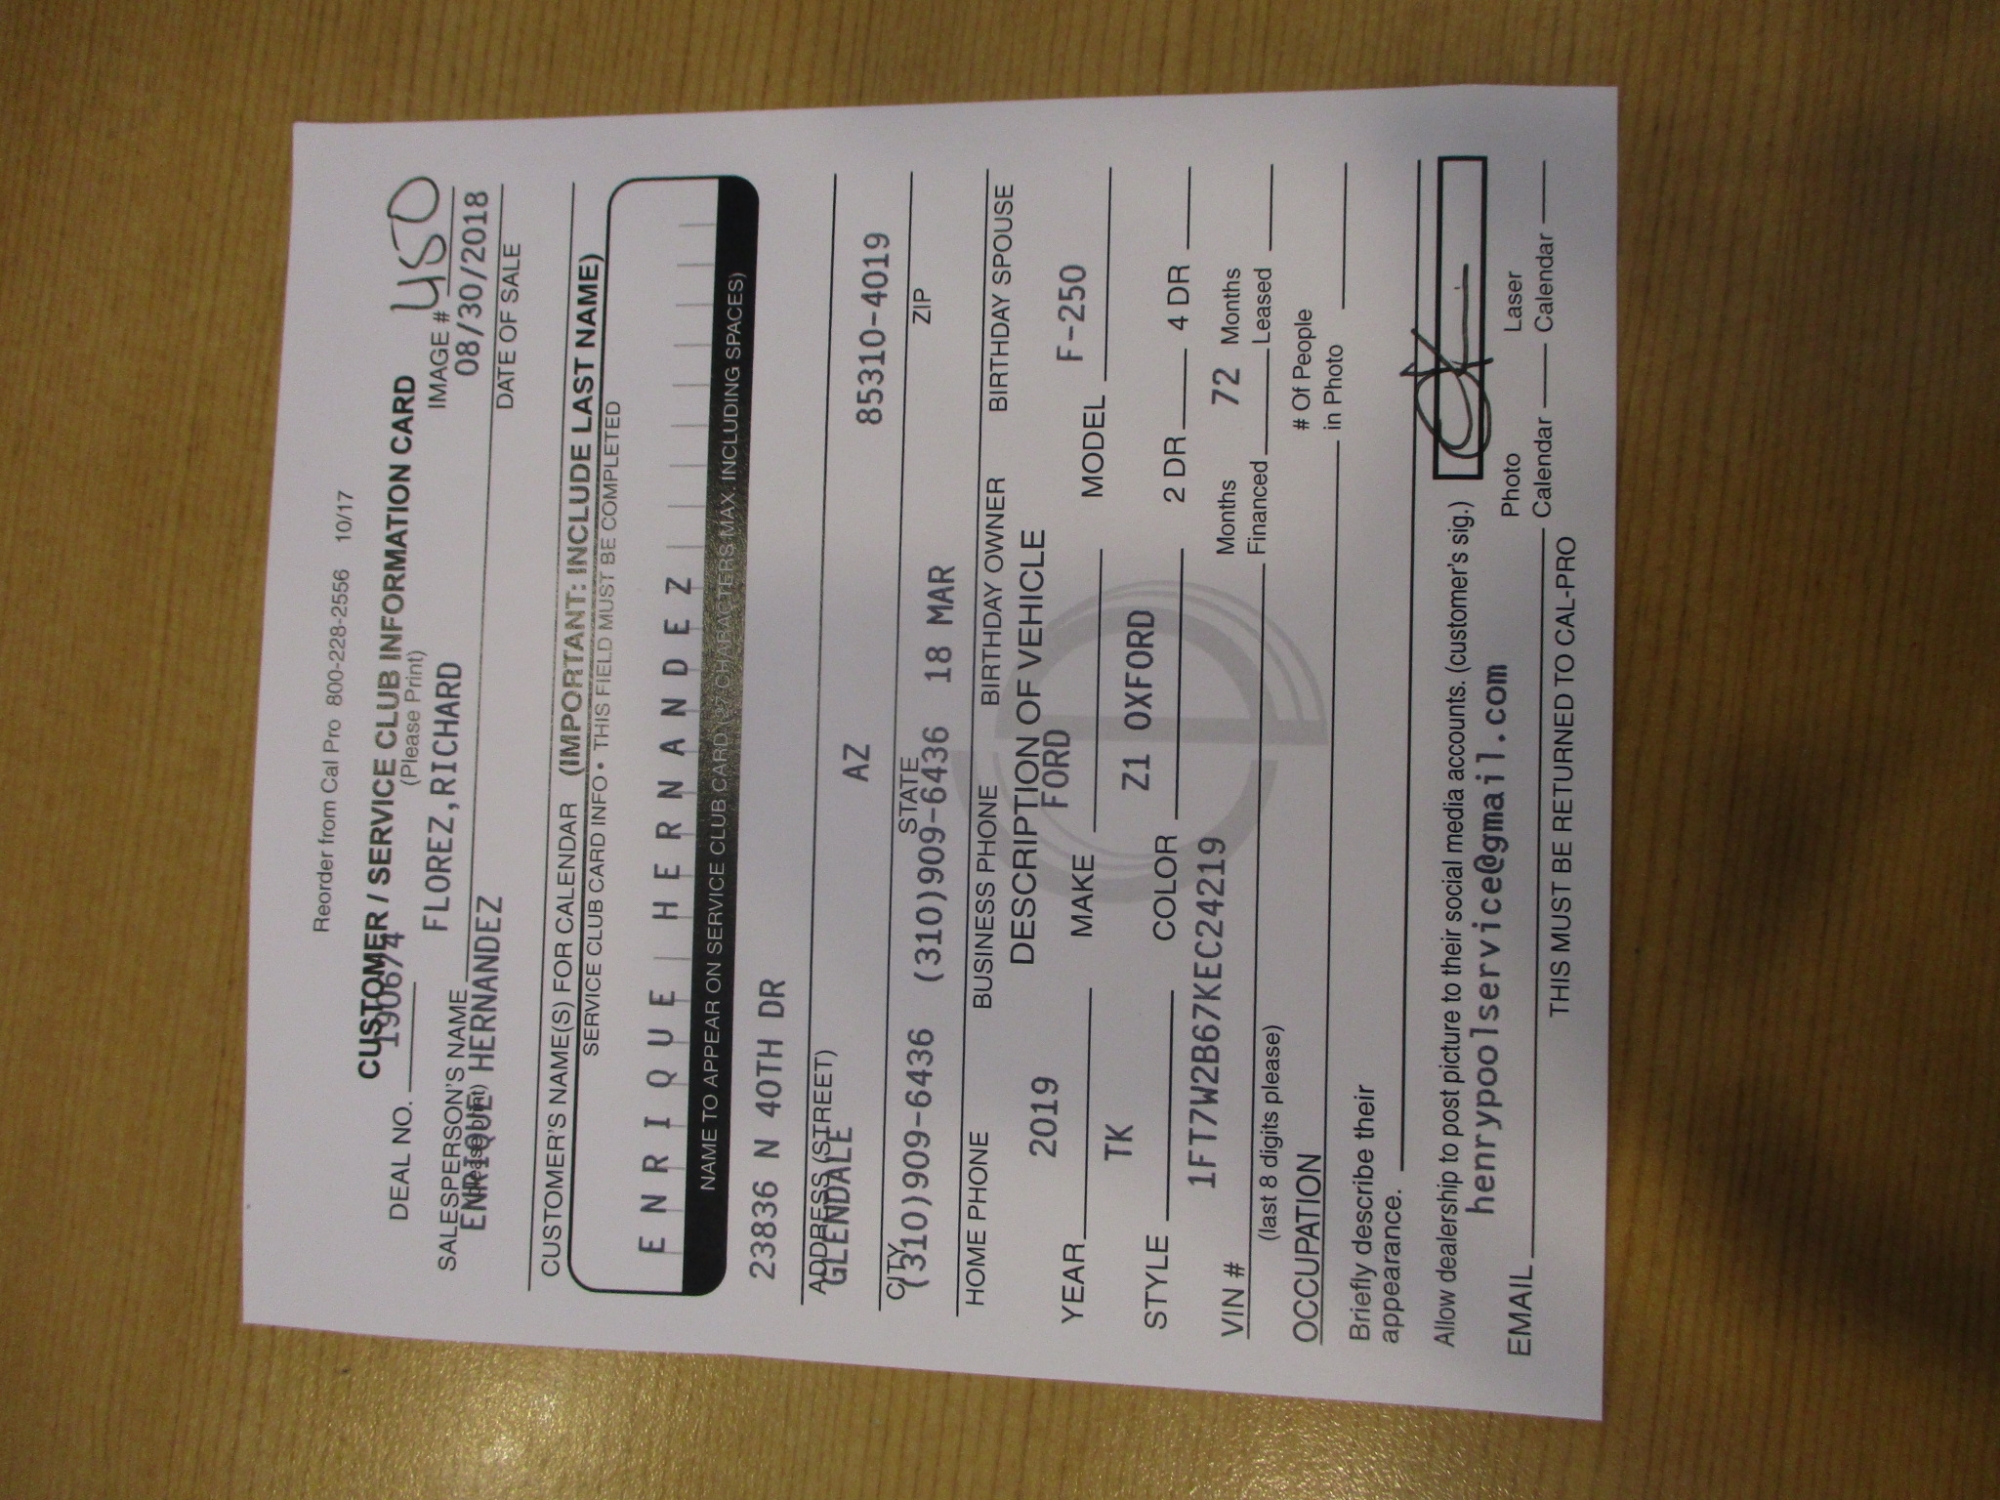 Reorder from Cal Pro 800-228-2556 10/17
CUSTOMER / SERVICE CLUB INFORMATION CARD
(Please Print)
DEAL NO. 190674 IMAGE # 450
FLOREZ,RICHARD 08/30/2018
SALESPERSON'S NAME DATE OF SALE
ENRIQUE HERNANDEZ
CUSTOMER'S NAME(S) FOR CALENDAR (IMPORTANT: INCLUDE LAST NAME)
SERVICE CLUB CARD INFO • THIS FIELD MUST BE COMPLETED
ENRIQUE HERNANDEZ
NAME TO APPEAR ON SERVICE CLUB CARD (27 CHARACTERS MAX. INCLUDING SPACES)
23836 N 40TH DR
ADDRESS (STREET)
GLENDALE AZ 85310-4019
CITY STATE ZIP
(310)909-6436 (310)909-6436 18 MAR
HOME PHONE BUSINESS PHONE BIRTHDAY OWNER BIRTHDAY SPOUSE
DESCRIPTION OF VEHICLE
YEAR 2019 MAKE FORD MODEL F-250
STYLE TK COLOR Z1 OXFORD 2 DR 4 DR
VIN # 1FT7W2B67KEC24219 Months Financed 72 Months Leased
(last 8 digits please)
OCCUPATION # Of People in Photo
Briefly describe their
appearance.
Allow dealership to post picture to their social media accounts. (customer's sig.)
EMAIL henrypoolservice@gmail.com Photo Calendar Laser Calendar
THIS MUST BE RETURNED TO CAL-PRO